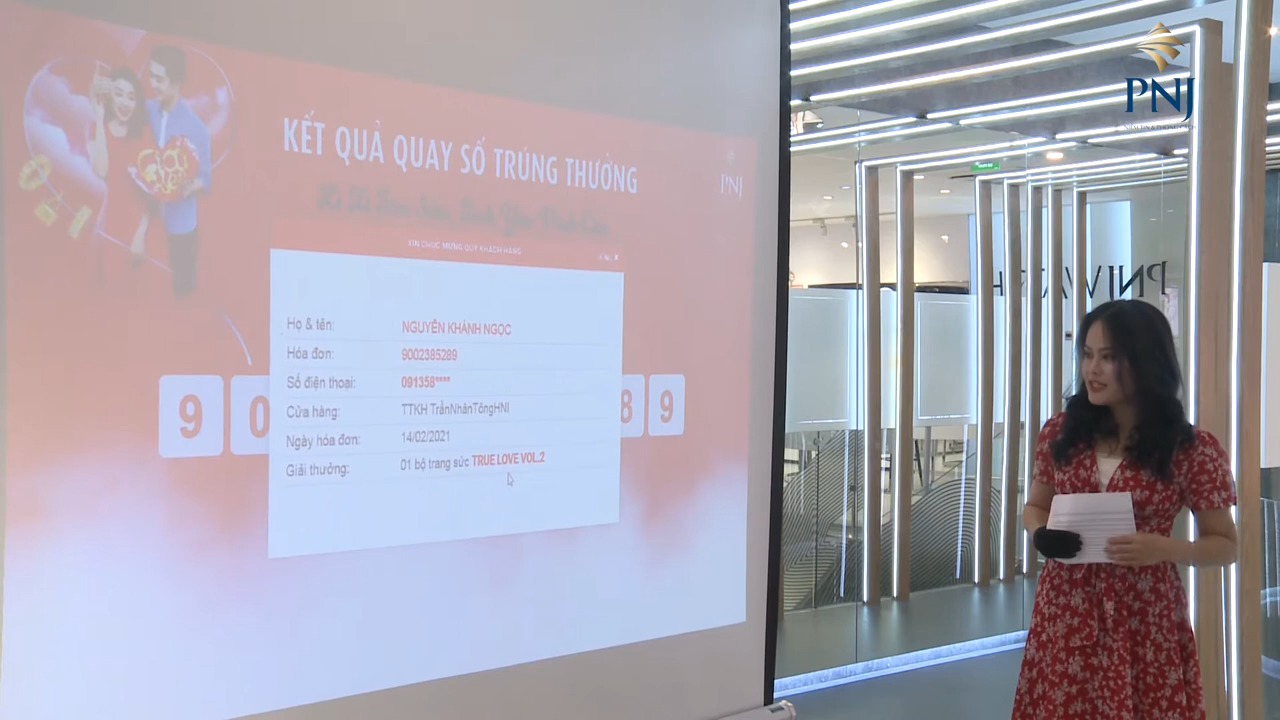 PNJ
KẾT QUẢ QUAY SỐ TRÚNG THƯỞNG
PNJ
XIN CHÚC MỪNG QUÝ KHÁCH HÀNG
Họ & tên: NGUYỄN KHÁNH NGỌC
Hóa đơn: 9002385289
Số điện thoại: 091358****
Cửa hàng: TTKH TrầnNhânTôngHNI
Ngày hóa đơn: 14/02/2021
Giải thưởng: 01 bộ trang sức TRUE LOVE VOL.2
9 0 8 9